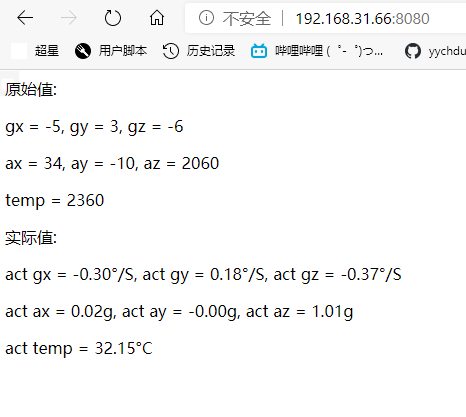 不安全 | 192.168.31.66:8080
超星 用户脚本 历史记录 哔哩哔哩 ( ゜- ゜)つ... yychdu
原始值:
gx = -5, gy = 3, gz = -6
ax = 34, ay = -10, az = 2060
temp = 2360
实际值:
act gx = -0.30°/S, act gy = 0.18°/S, act gz = -0.37°/S
act ax = 0.02g, act ay = -0.00g, act az = 1.01g
act temp = 32.15°C